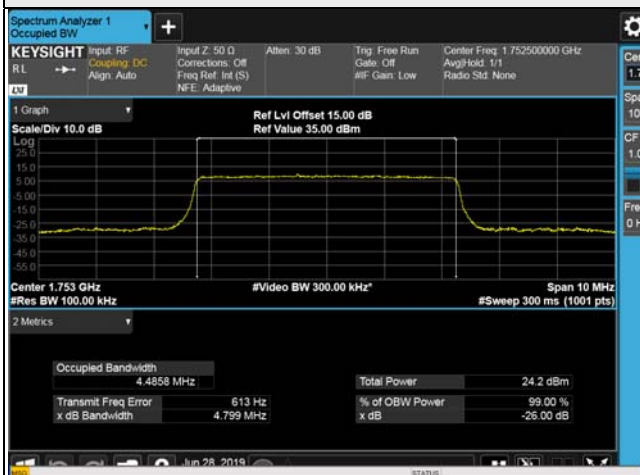 Spectrum Analyzer 1
Occupied BW
KEYSIGHT
Input: RF
Coupling: DC
Align: Auto
Input Z: 50 Ω
Corrections: Off
Freq Ref: Int (S)
NFE: Adaptive
Atten: 30 dB
Trig: Free Run
Gate: Off
#IF Gain: Low
Center Freq: 1.752500000 GHz
Avg|Hold: 1/1
Radio Std: None
RL
LXI
1 Graph
Scale/Div 10.0 dB
Ref Lvl Offset 15.00 dB
Ref Value 35.00 dBm
Log
25.0
15.0
5.00
-5.00
-15.0
-25.0
-35.0
-45.0
-55.0
Center 1.753 GHz
#Video BW 300.00 kHz*
Span 10 MHz
#Res BW 100.00 kHz
#Sweep 300 ms (1001 pts)
2 Metrics
Occupied Bandwidth
4.4858 MHz
Total Power 24.2 dBm
Transmit Freq Error 613 Hz
% of OBW Power 99.00 %
x dB Bandwidth 4.799 MHz
x dB -26.00 dB
Jun 28, 2019
MSG
STATUS